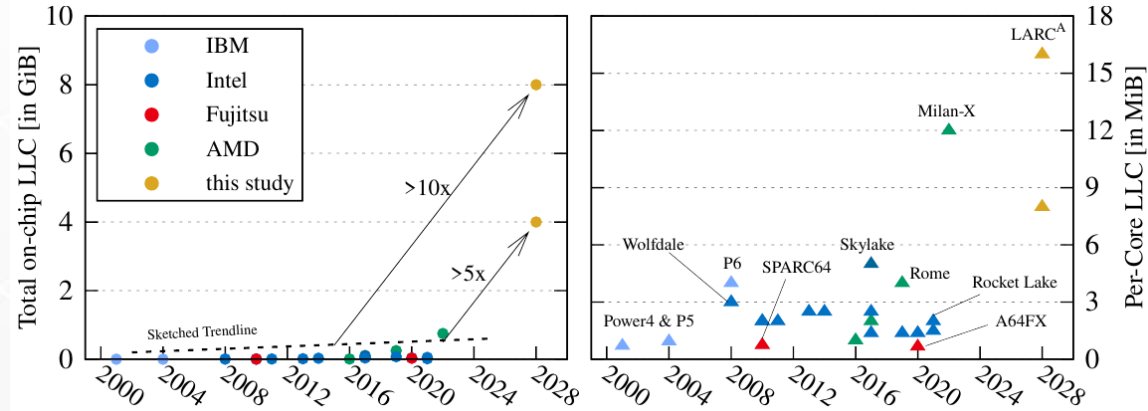 Total on-chip LLC [in GiB]
10
8
6
4
2
0
IBM
Intel
Fujitsu
AMD
this study
>10x
>5x
Sketched Trendline
2000
2004
2008
2012
2016
2020
2024
2028
LARC^A
Milan-X
Wolfdale
P6
SPARC64
Skylake
Rome
Rocket Lake
Power4 & P5
A64FX
2000
2004
2008
2012
2016
2020
2024
2028
18
15
12
9
6
3
0
Per-Core LLC [in MiB]